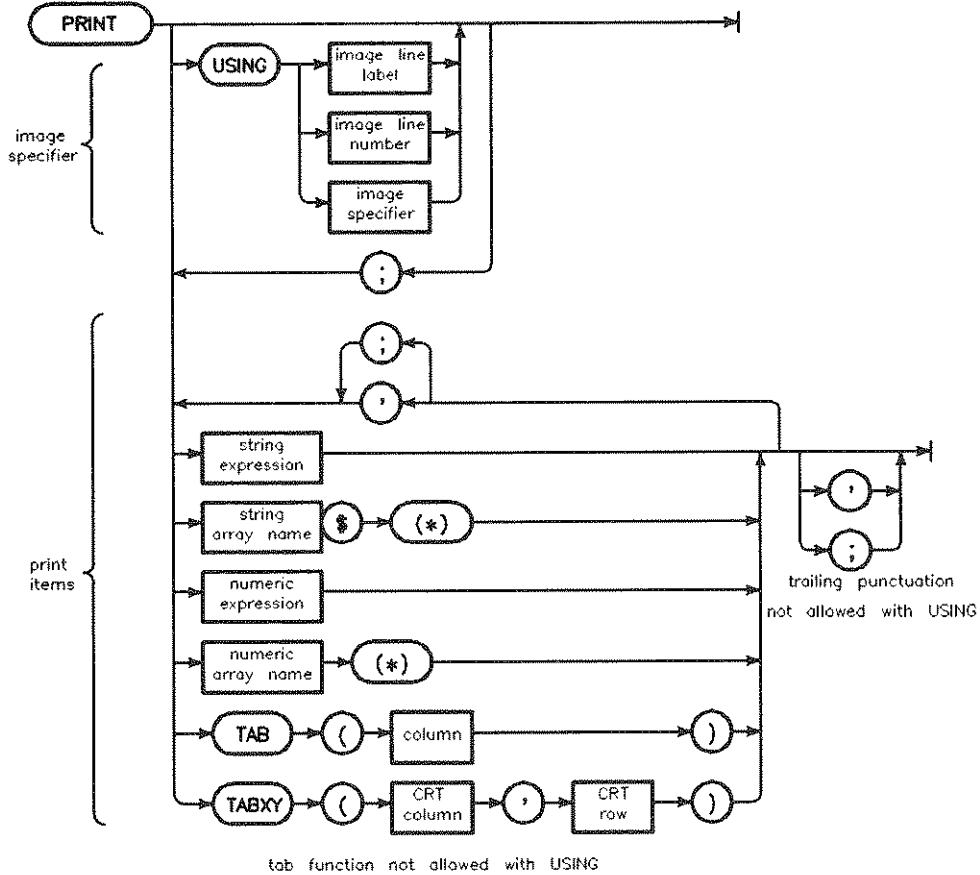 PRINT
USING
image line
label
image line
number
image
specifier
image
specifier
;
;
,
string
expression
string
array name $ (*)
numeric
expression
numeric
array name (*)
TAB ( column )
TABXY ( CRT
column , CRT
row )
print
items
,
;
trailing punctuation
not allowed with USING
tab function not allowed with USING